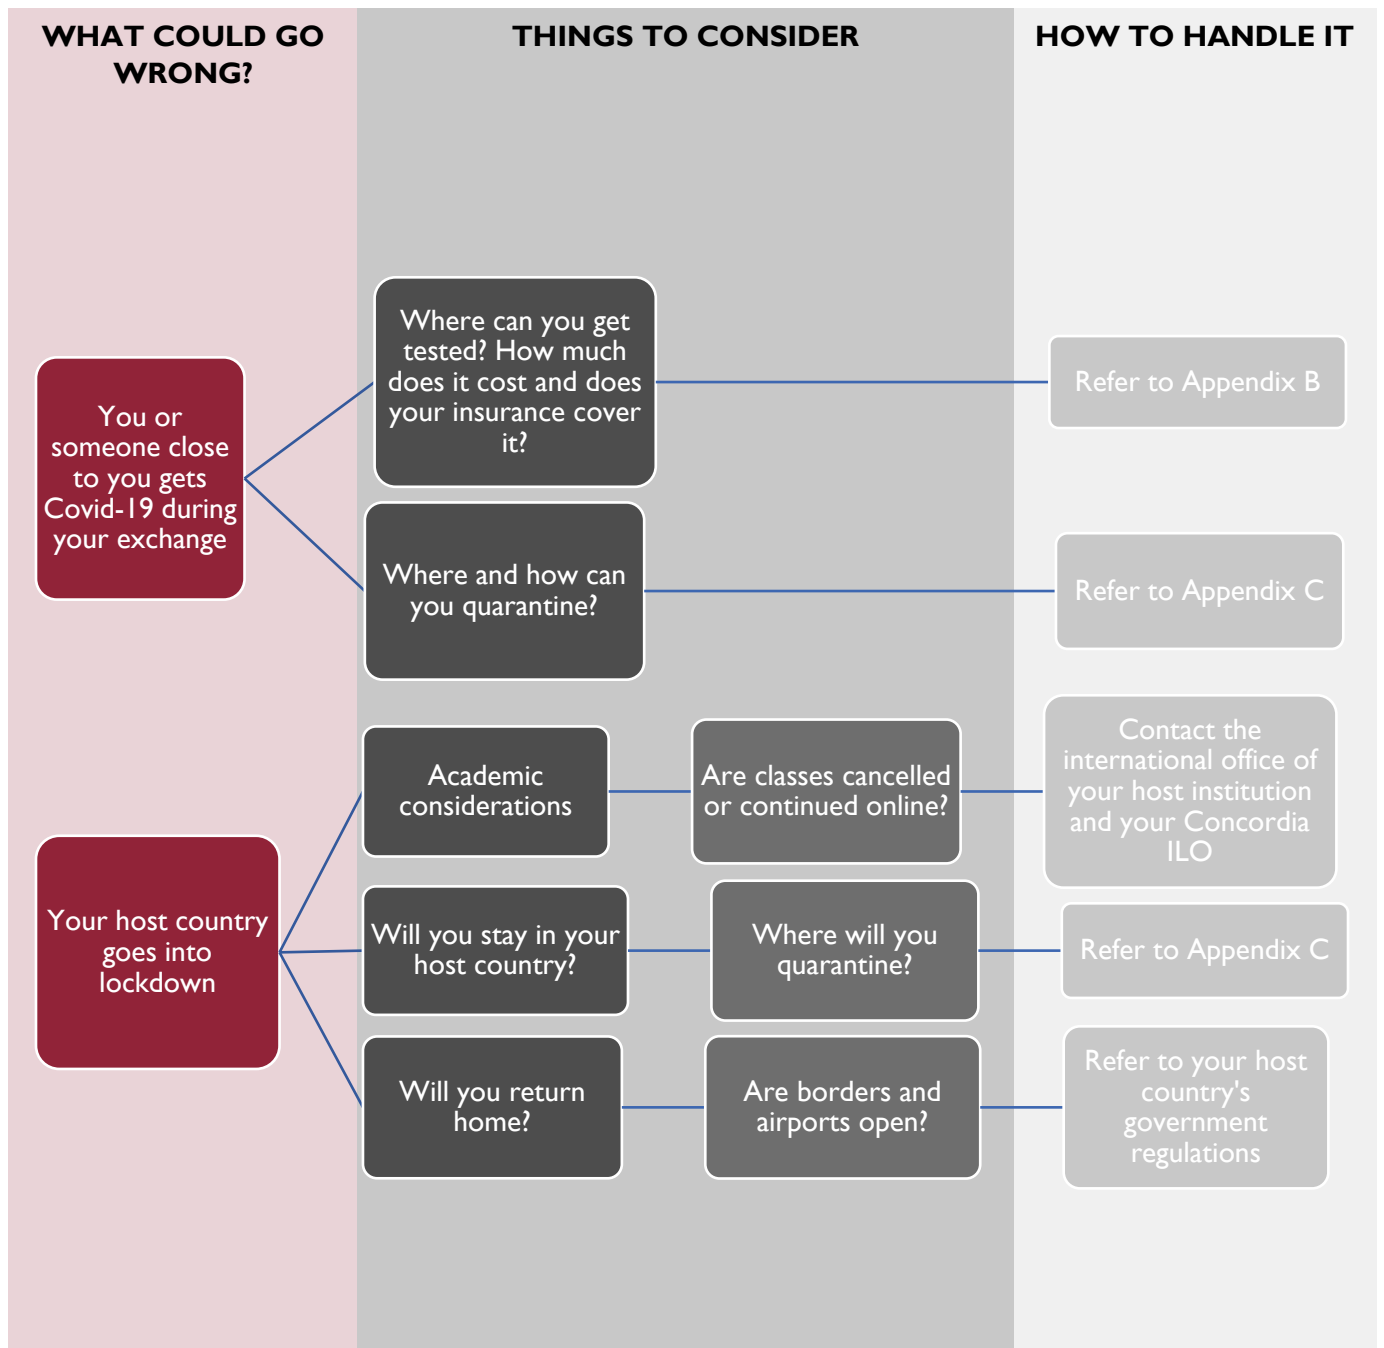 WHAT COULD GO
WRONG?
THINGS TO CONSIDER
HOW TO HANDLE IT
You or
someone close
to you gets
Covid-19 during
your exchange
Where can you get
tested? How much
does it cost and does
your insurance cover
it?
Refer to Appendix B
Where and how can
you quarantine?
Refer to Appendix C
Your host country
goes into
lockdown
Academic
considerations
Are classes cancelled
or continued online?
Contact the
international office of
your host institution
and your Concordia
ILO
Will you stay in your
host country?
Where will you
quarantine?
Refer to Appendix C
Will you return
home?
Are borders and
airports open?
Refer to your host
country's
government
regulations